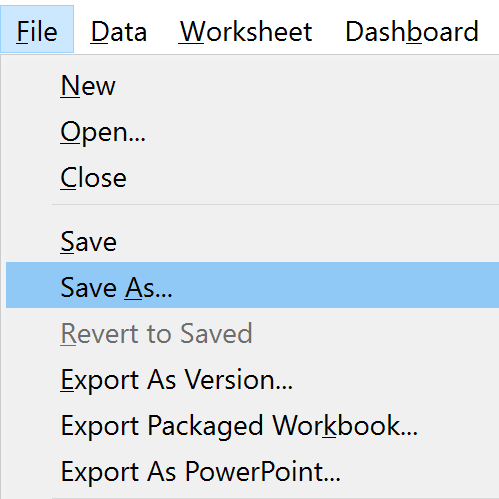 File Data Worksheet Dashboard
New
Open...
Close
Save
Save As...
Revert to Saved
Export As Version...
Export Packaged Workbook...
Export As PowerPoint...